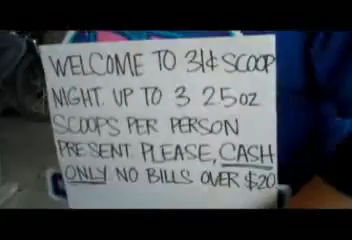 WELCOME TO 31¢ SCOOP
NIGHT. UP TO 3 2.5oz
SCOOPS PER PERSON
PRESENT. PLEASE, CASH
ONLY NO BILLS OVER $20